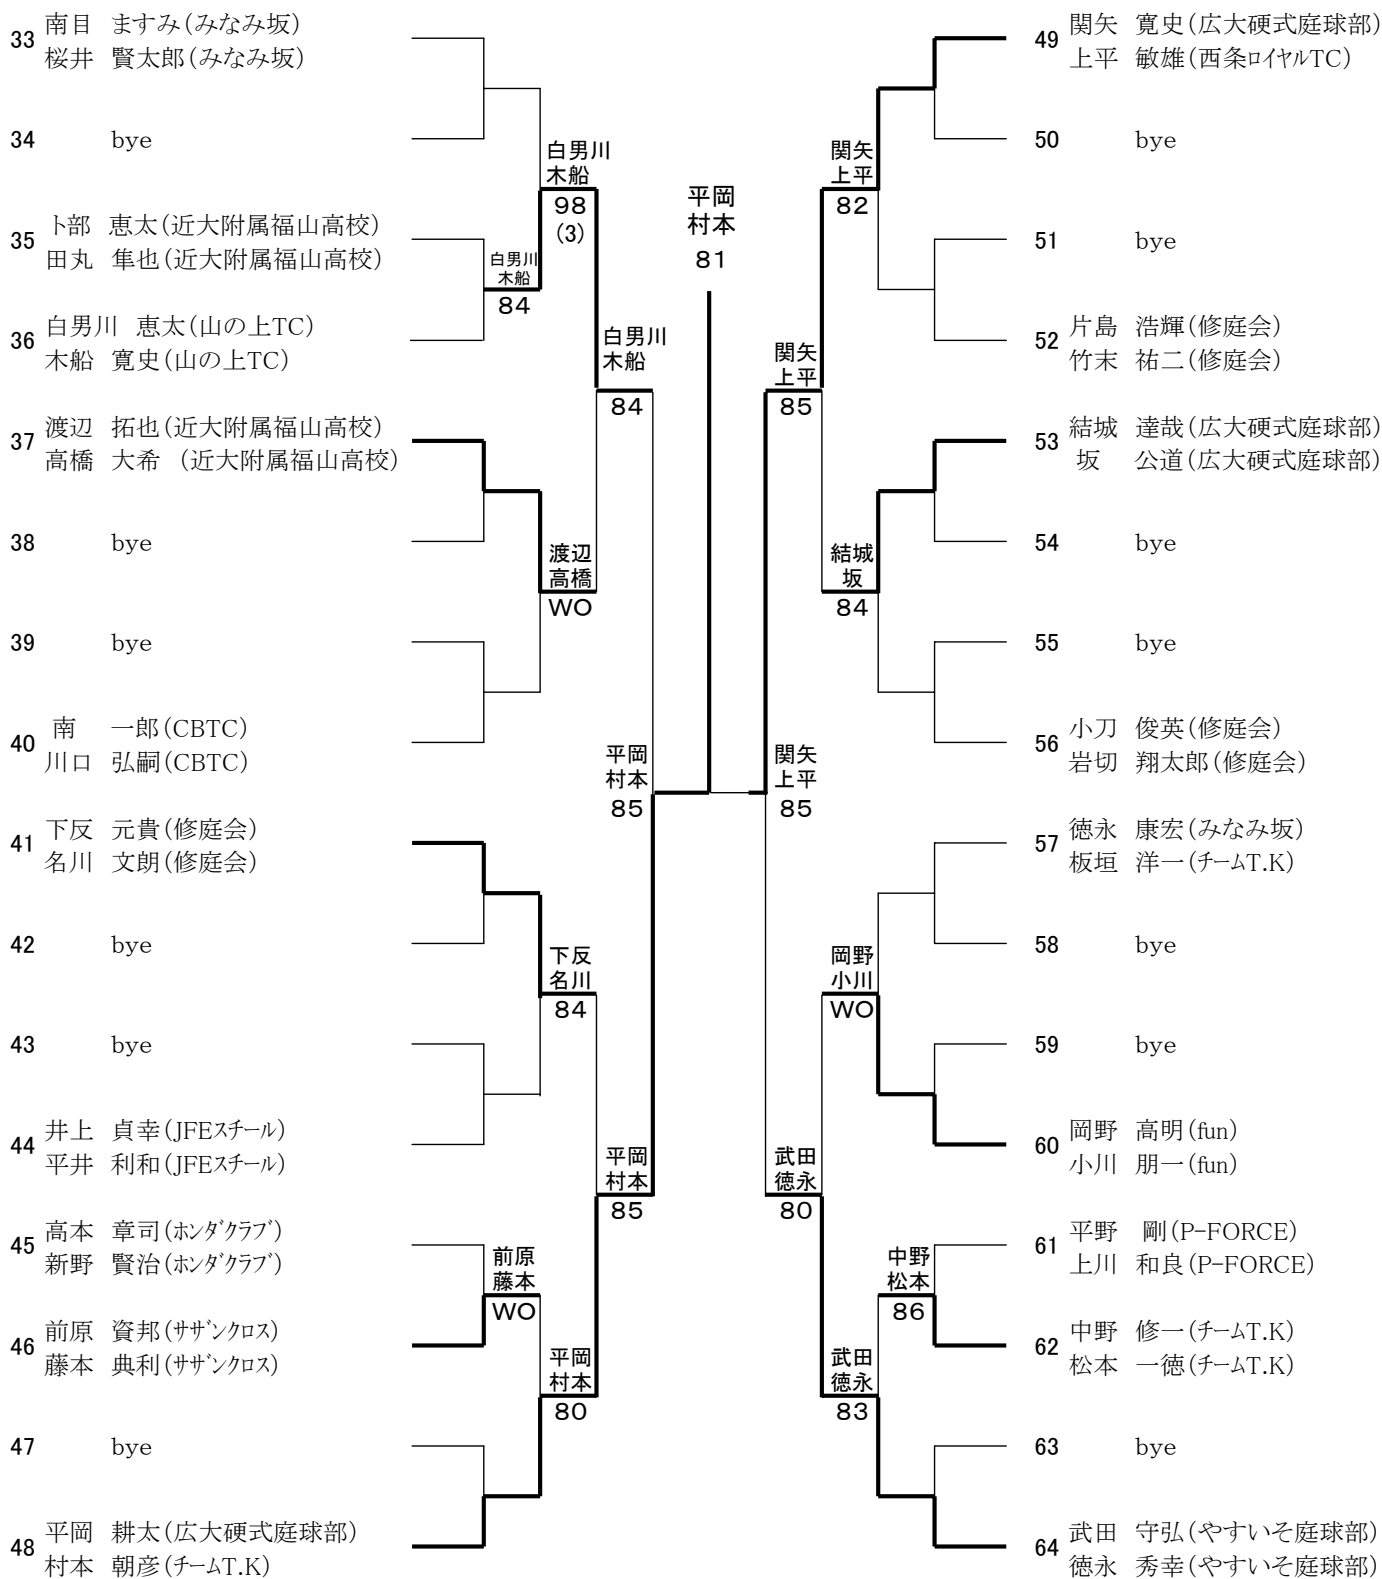 33 南目 ますみ(みなみ坂)
桜井 賢太郎(みなみ坂)
34 bye
35 卜部 恵太(近大附属福山高校)
田丸 隼也(近大附属福山高校)
36 白男川 恵太(山の上TC)
木船 寛史(山の上TC)
37 渡辺 拓也(近大附属福山高校)
高橋 大希 (近大附属福山高校)
38 bye
39 bye
40 南 一郎(CBTC)
川口 弘嗣(CBTC)
41 下反 元貴(修庭会)
名川 文朗(修庭会)
42 bye
43 bye
44 井上 貞幸(JFEスチール)
平井 利和(JFEスチール)
45 高本 章司(ホンダクラブ)
新野 賢治(ホンダクラブ)
46 前原 資邦(サザンクロス)
藤本 典利(サザンクロス)
47 bye
48 平岡 耕太(広大硬式庭球部)
村本 朝彦(チームT.K)
白男川
木船
84
前原
藤本
WO
白男川
木船
98
(3)
渡辺
高橋
WO
下反
名川
84
平岡
村本
80
白男川
木船
84
平岡
村本
85
平岡
村本
85
平岡
村本
81
関矢
上平
85
関矢
上平
85
武田
徳永
80
関矢
上平
82
結城
坂
84
岡野
小川
WO
武田
徳永
83
中野
松本
86
49 関矢 寛史(広大硬式庭球部)
上平 敏雄(西条ロイヤルTC)
50 bye
51 bye
52 片島 浩輝(修庭会)
竹末 祐二(修庭会)
53 結城 達哉(広大硬式庭球部)
坂 公道(広大硬式庭球部)
54 bye
55 bye
56 小刀 俊英(修庭会)
岩切 翔太郎(修庭会)
57 徳永 康宏(みなみ坂)
板垣 洋一(チームT.K)
58 bye
59 bye
60 岡野 高明(fun)
小川 朋一(fun)
61 平野 剛(P-FORCE)
上川 和良(P-FORCE)
62 中野 修一(チームT.K)
松本 一徳(チームT.K)
63 bye
64 武田 守弘(やすいそ庭球部)
徳永 秀幸(やすいそ庭球部)